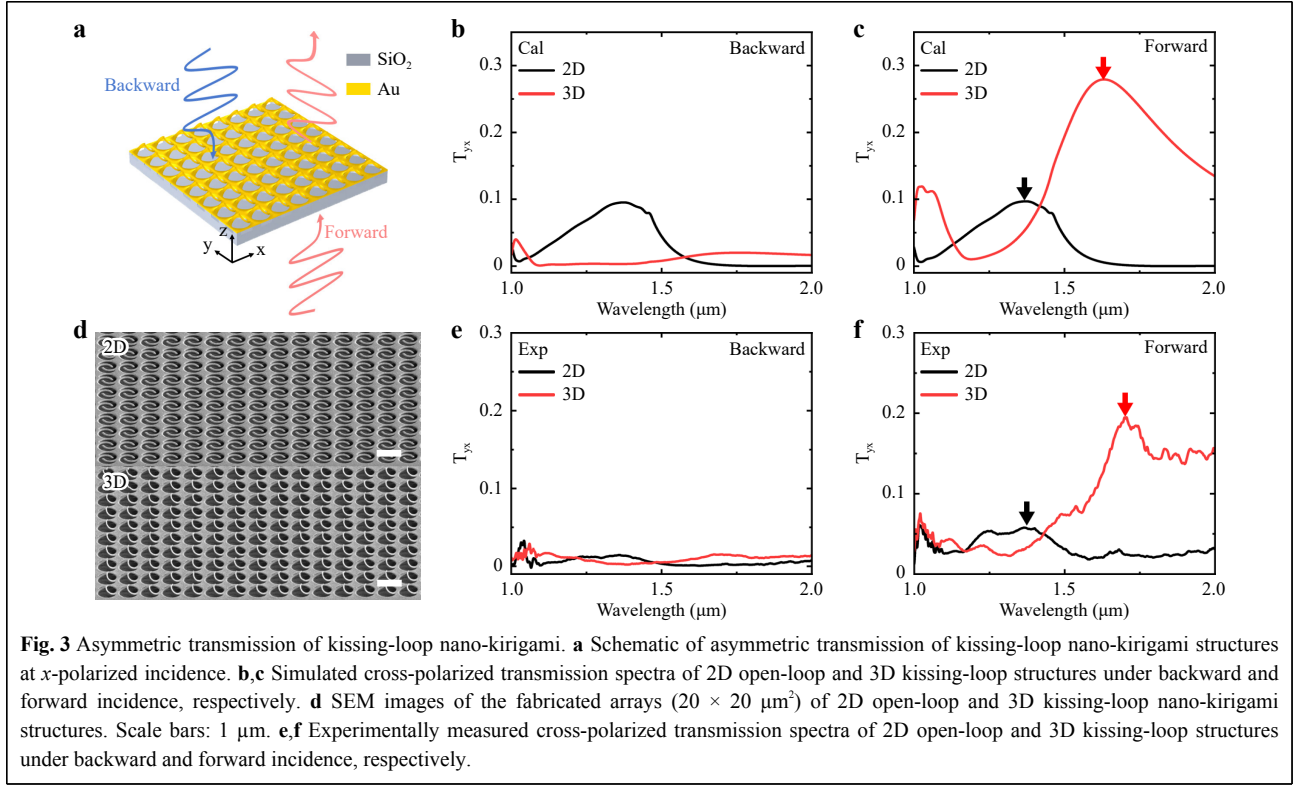 a
Backward
SiO₂
Au
Forward
z
y
x
b
Cal
Backward
2D
3D
0.3
0.2
0.1
0
Tyx
1.0
1.5
2.0
Wavelength (μm)
c
Cal
Forward
2D
3D
0.3
0.2
0.1
0
Tyx
1.0
1.5
2.0
Wavelength (μm)
d
2D
3D
e
Exp
Backward
2D
3D
0.3
0.2
0.1
0
Tyx
1.0
1.5
2.0
Wavelength (μm)
f
Exp
Forward
2D
3D
0.3
0.2
0.1
0
Tyx
1.0
1.5
2.0
Wavelength (μm)
Fig. 3 Asymmetric transmission of kissing-loop nano-kirigami. a Schematic of asymmetric transmission of kissing-loop nano-kirigami structures
at x-polarized incidence. b,c Simulated cross-polarized transmission spectra of 2D open-loop and 3D kissing-loop structures under backward and
forward incidence, respectively. d SEM images of the fabricated arrays (20 × 20 μm²) of 2D open-loop and 3D kissing-loop nano-kirigami
structures. Scale bars: 1 μm. e,f Experimentally measured cross-polarized transmission spectra of 2D open-loop and 3D kissing-loop structures
under backward and forward incidence, respectively.